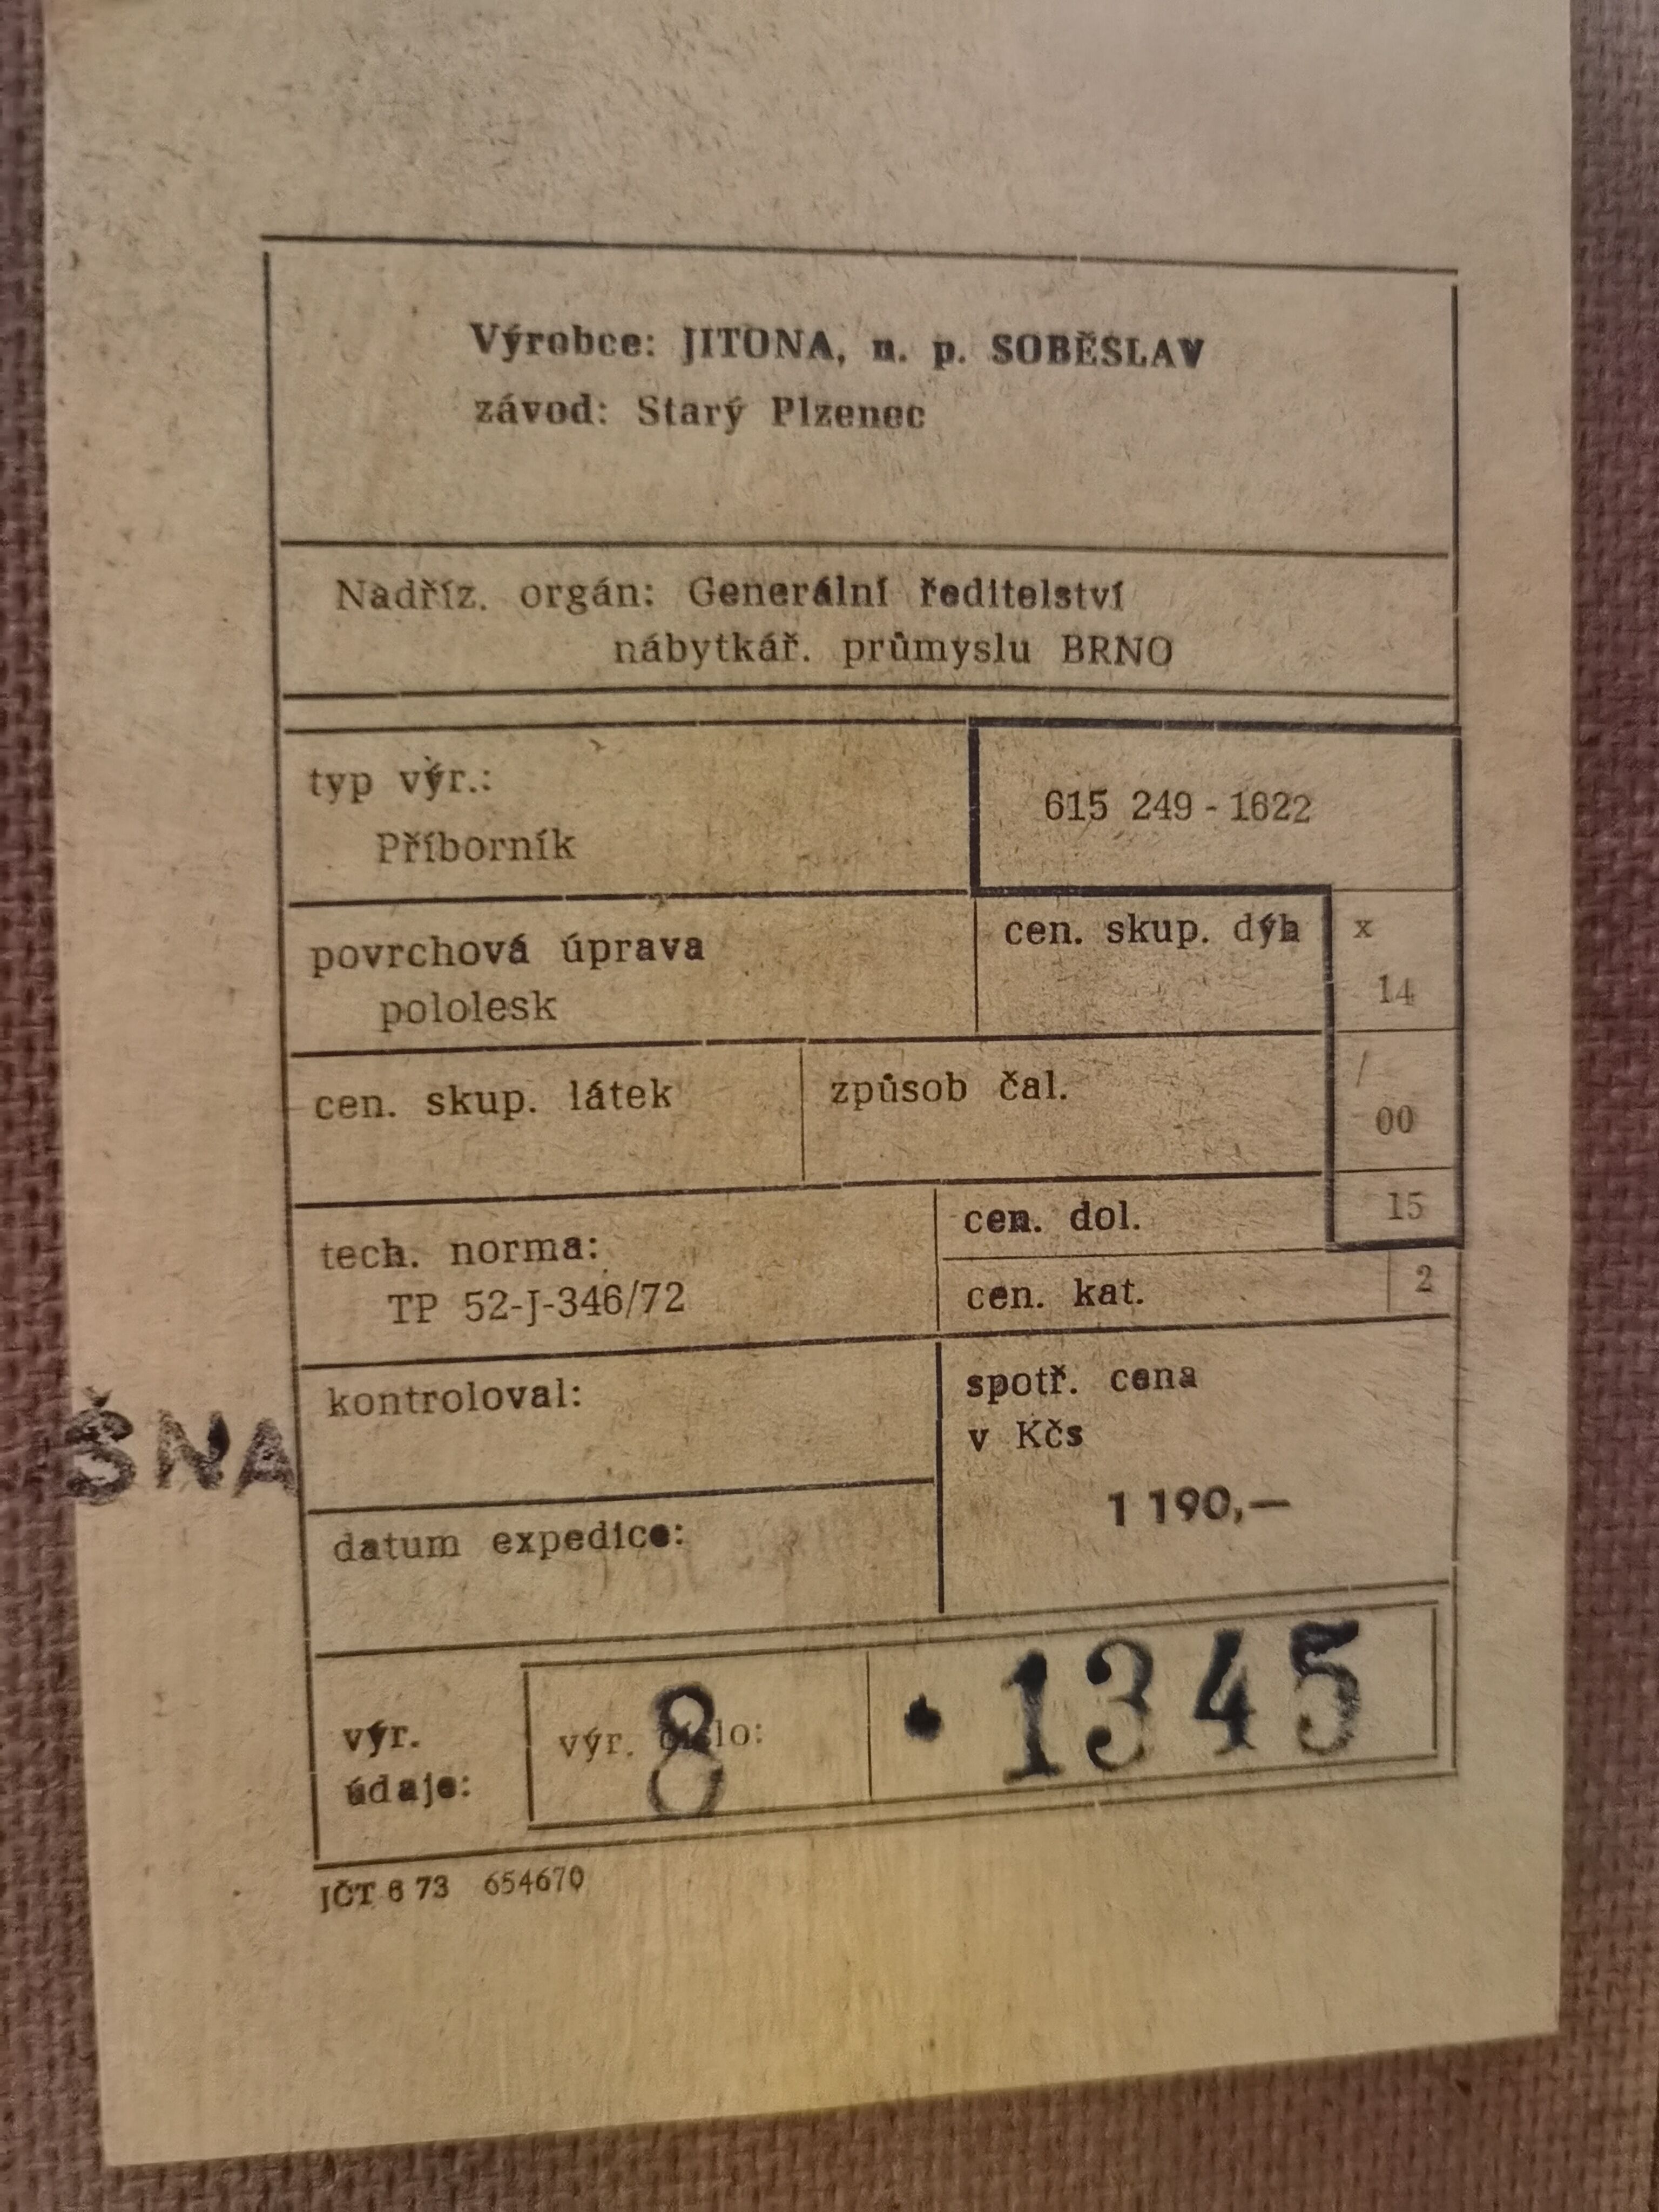 Výrobce: JITONA, n. p. SOBĚSLAV
závod: Starý Plzenec
Nadříz. orgán: Generální ředitelství
nábytkář. průmyslu BRNO
typ výr.:
Příborník
615 249 - 1622
povrchová úprava
pololesk
cen. skup. dýh
x
14
cen. skup. látek
způsob čal.
/
00
tech. norma:
TP 52-J-346/72
cen. dol.
15
cen. kat.
2
kontroloval:
ŠNA
spotř. cena
v Kčs
1 190,—
datum expedice:
výr.
údaje:
výr. číslo:
8
• 1345
JČT 6 73 654670